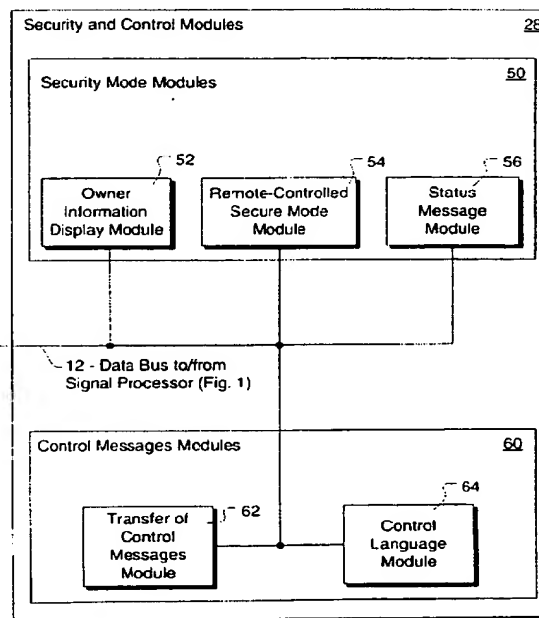 Security and Control Modules
28
Security Mode Modules
50
52
54
56
Owner
Information
Display Module
Remote-Controlled
Secure Mode
Module
Status
Message
Module
12 - Data Bus to/from
Signal Processor (Fig. 1)
Control Messages Modules
60
62
64
Transfer of
Control
Messages
Module
Control
Language
Module